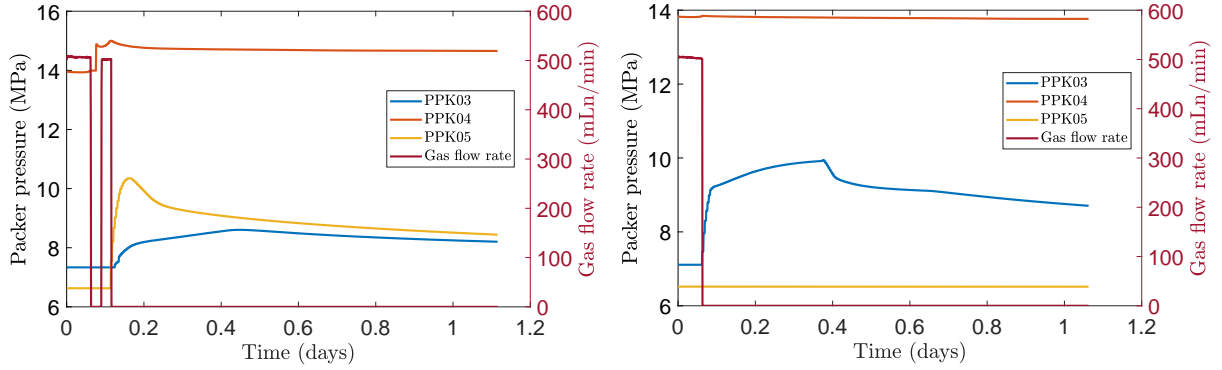 16
14
12
10
8
6
Packer pressure (MPa)
0
0.2
0.4
0.6
0.8
1
1.2
Time (days)
600
500
400
300
200
100
0
Gas flow rate (mLn/min)
PPK03
PPK04
PPK05
Gas flow rate
14
12
10
8
6
Packer pressure (MPa)
0
0.2
0.4
0.6
0.8
1
1.2
Time (days)
600
500
400
300
200
100
0
Gas flow rate (mLn/min)
PPK03
PPK04
PPK05
Gas flow rate